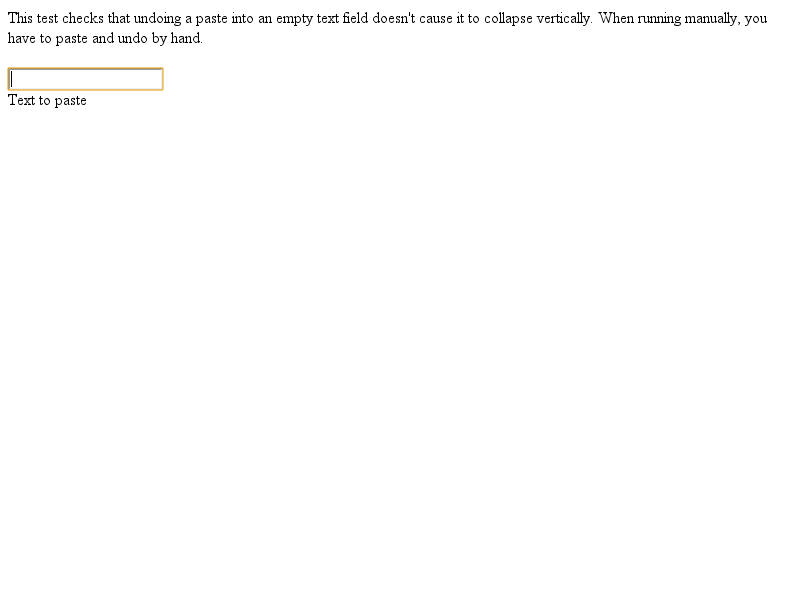 This test checks that undoing a paste into an empty text field doesn't cause it to collapse vertically. When running manually, you
have to paste and undo by hand.
Text to paste